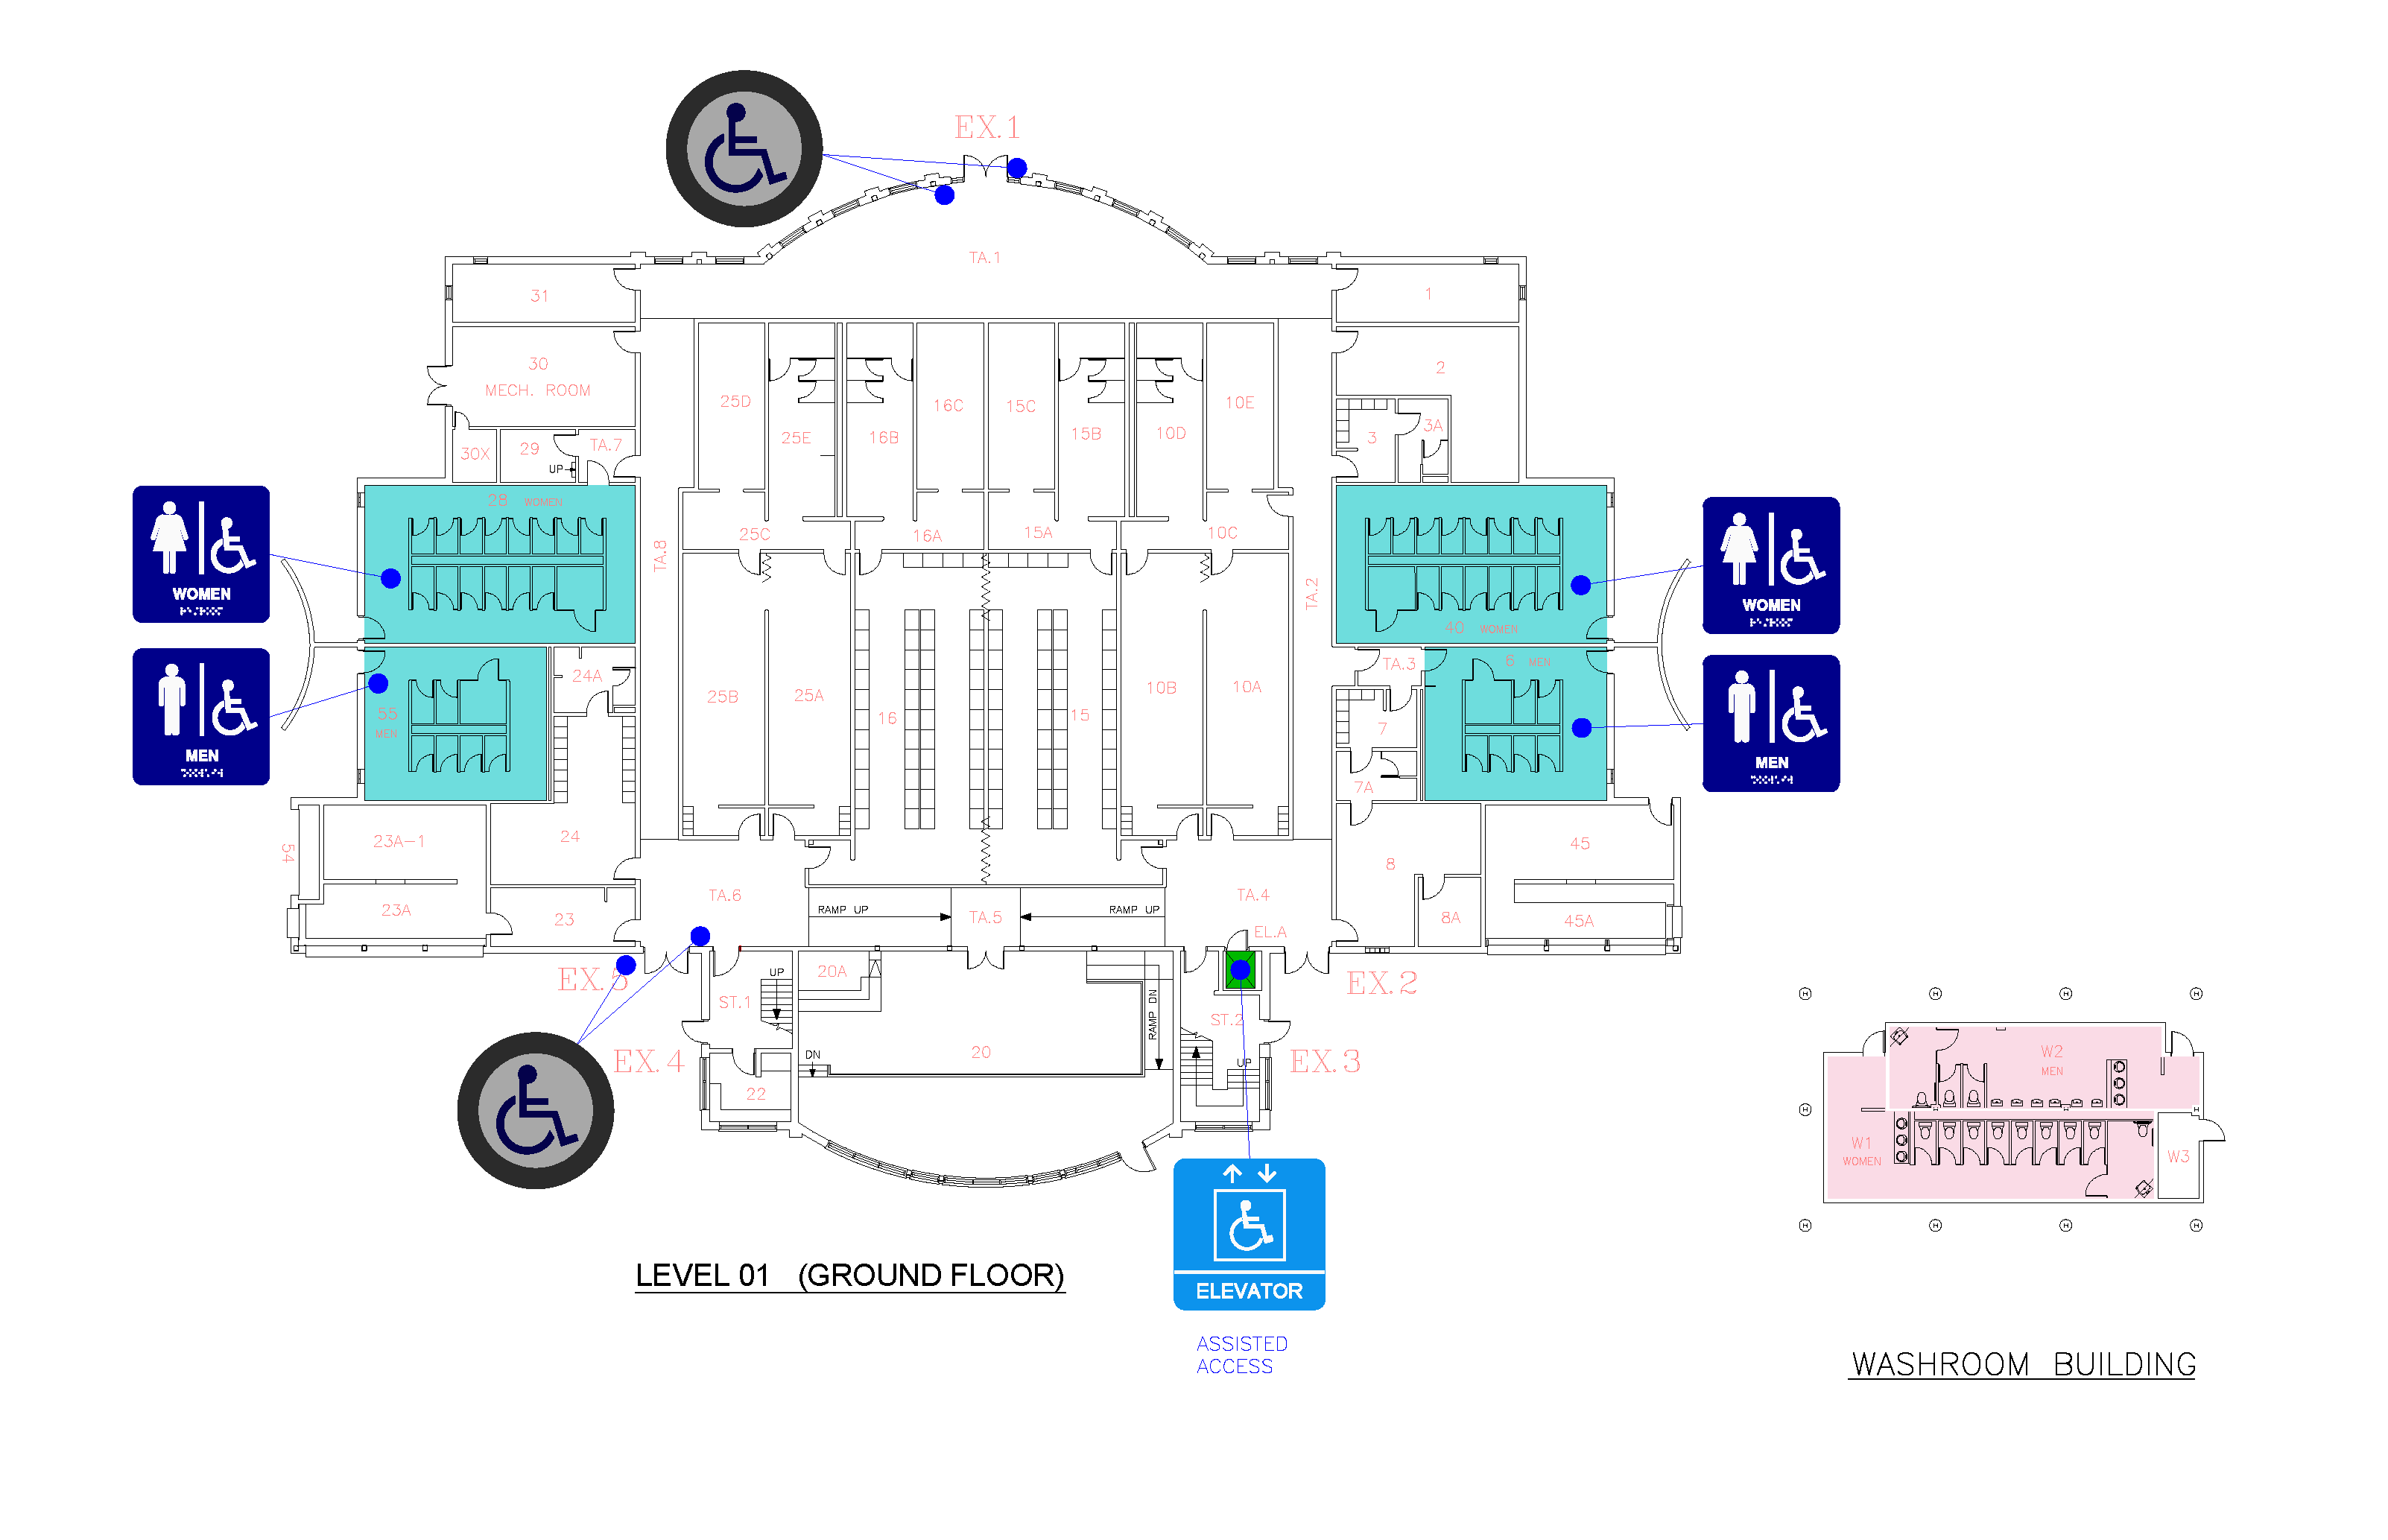 EX.1
TA.1
31
1
30
MECH. ROOM
2
25D
16C
15C
10E
3A
25E
16B
15B
10D
3
30X
29
TA.7
UP
28 WOMEN
25C
16A
15A
10C
TA.8
TA.2
WOMEN
WOMEN
40 WOMEN
24A
TA.3
6 MEN
25B
25A
10B
10A
55
MEN
16
15
7
MEN
MEN
7A
23A-1
24
45
54
8
TA.6
TA.4
23A
23
RAMP UP
TA.5
RAMP UP
8A
45A
EL.A
EX.5
UP
20A
EX.2
ST.1
RAMP DN
ST.2
EX.4
DN
20
UP
EX.3
22
W2
MEN
W1
WOMEN
W3
H
H
H
H
H
H
H
H
H
H
LEVEL 01 (GROUND FLOOR)
ELEVATOR
ASSISTED
ACCESS
WASHROOM BUILDING